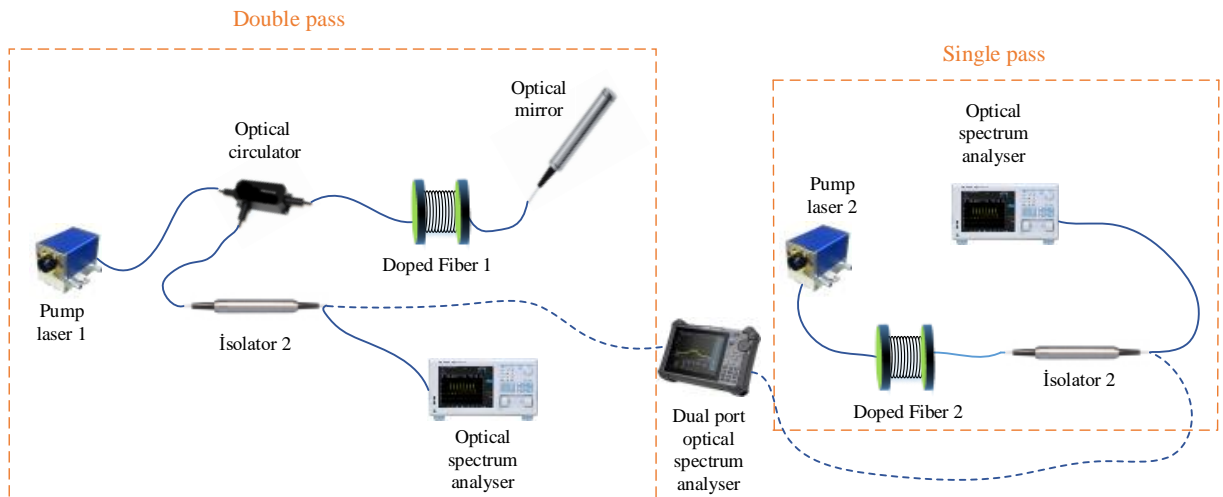 Double pass
Single pass
Optical
mirror
Optical
circulator
Optical
spectrum
analyser
Pump
laser 2
Doped Fiber 1
Pump
laser 1
İsolator 2
İsolator 2
Doped Fiber 2
Dual port
optical
spectrum
analyser
Optical
spectrum
analyser